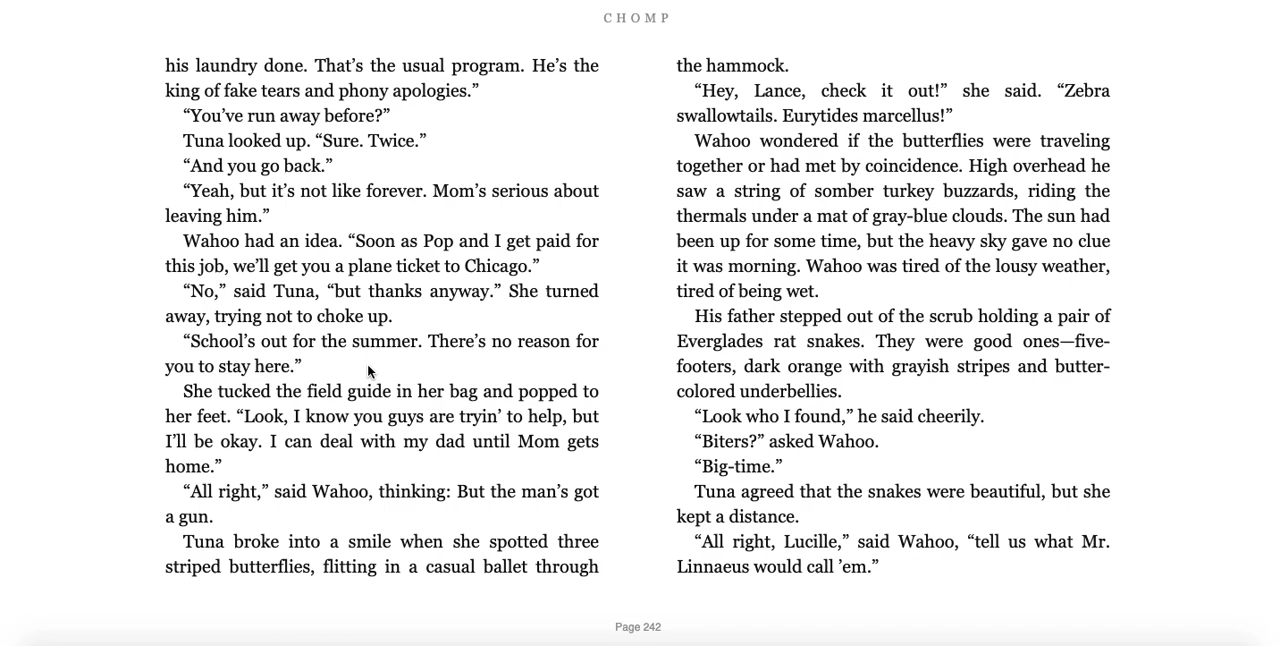 CHOMP
his laundry done. That’s the usual program. He’s the
king of fake tears and phony apologies.”
“You’ve run away before?”
Tuna looked up. “Sure. Twice.”
“And you go back.”
“Yeah, but it’s not like forever. Mom’s serious about
leaving him.”
Wahoo had an idea. “Soon as Pop and I get paid for
this job, we’ll get you a plane ticket to Chicago.”
“No,” said Tuna, “but thanks anyway.” She turned
away, trying not to choke up.
“School’s out for the summer. There’s no reason for
you to stay here.”
She tucked the field guide in her bag and popped to
her feet. “Look, I know you guys are tryin’ to help, but
I’ll be okay. I can deal with my dad until Mom gets
home.”
“All right,” said Wahoo, thinking: But the man’s got
a gun.
Tuna broke into a smile when she spotted three
striped butterflies, flitting in a casual ballet through
the hammock.
“Hey, Lance, check it out!” she said. “Zebra
swallowtails. Eurytides marcellus!”
Wahoo wondered if the butterflies were traveling
together or had met by coincidence. High overhead he
saw a string of somber turkey buzzards, riding the
thermals under a mat of gray-blue clouds. The sun had
been up for some time, but the heavy sky gave no clue
it was morning. Wahoo was tired of the lousy weather,
tired of being wet.
His father stepped out of the scrub holding a pair of
Everglades rat snakes. They were good ones—five-
footers, dark orange with grayish stripes and butter-
colored underbellies.
“Look who I found,” he said cheerily.
“Biters?” asked Wahoo.
“Big-time.”
Tuna agreed that the snakes were beautiful, but she
kept a distance.
“All right, Lucille,” said Wahoo, “tell us what Mr.
Linnaeus would call ’em.”
Page 242